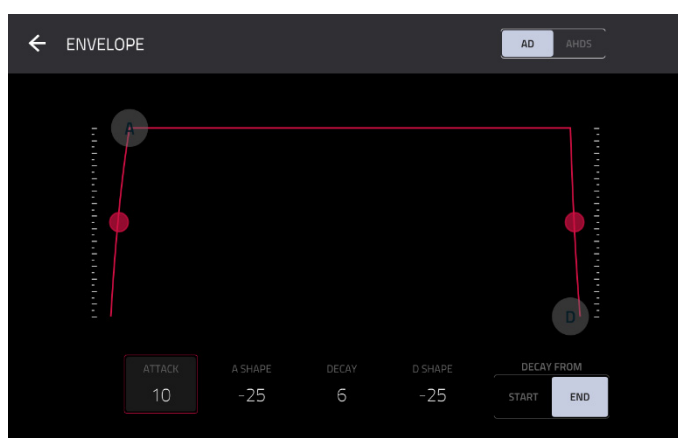 ENVELOPE
AD AHDS
A
D
ATTACK A SHAPE DECAY D SHAPE DECAY FROM
10 -25 6 -25 START END